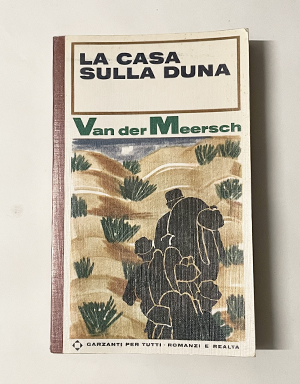 LA CASA
SULLA DUNA
Van der Meersch
GARZANTI PER TUTTI · ROMANZI E REALTÀ